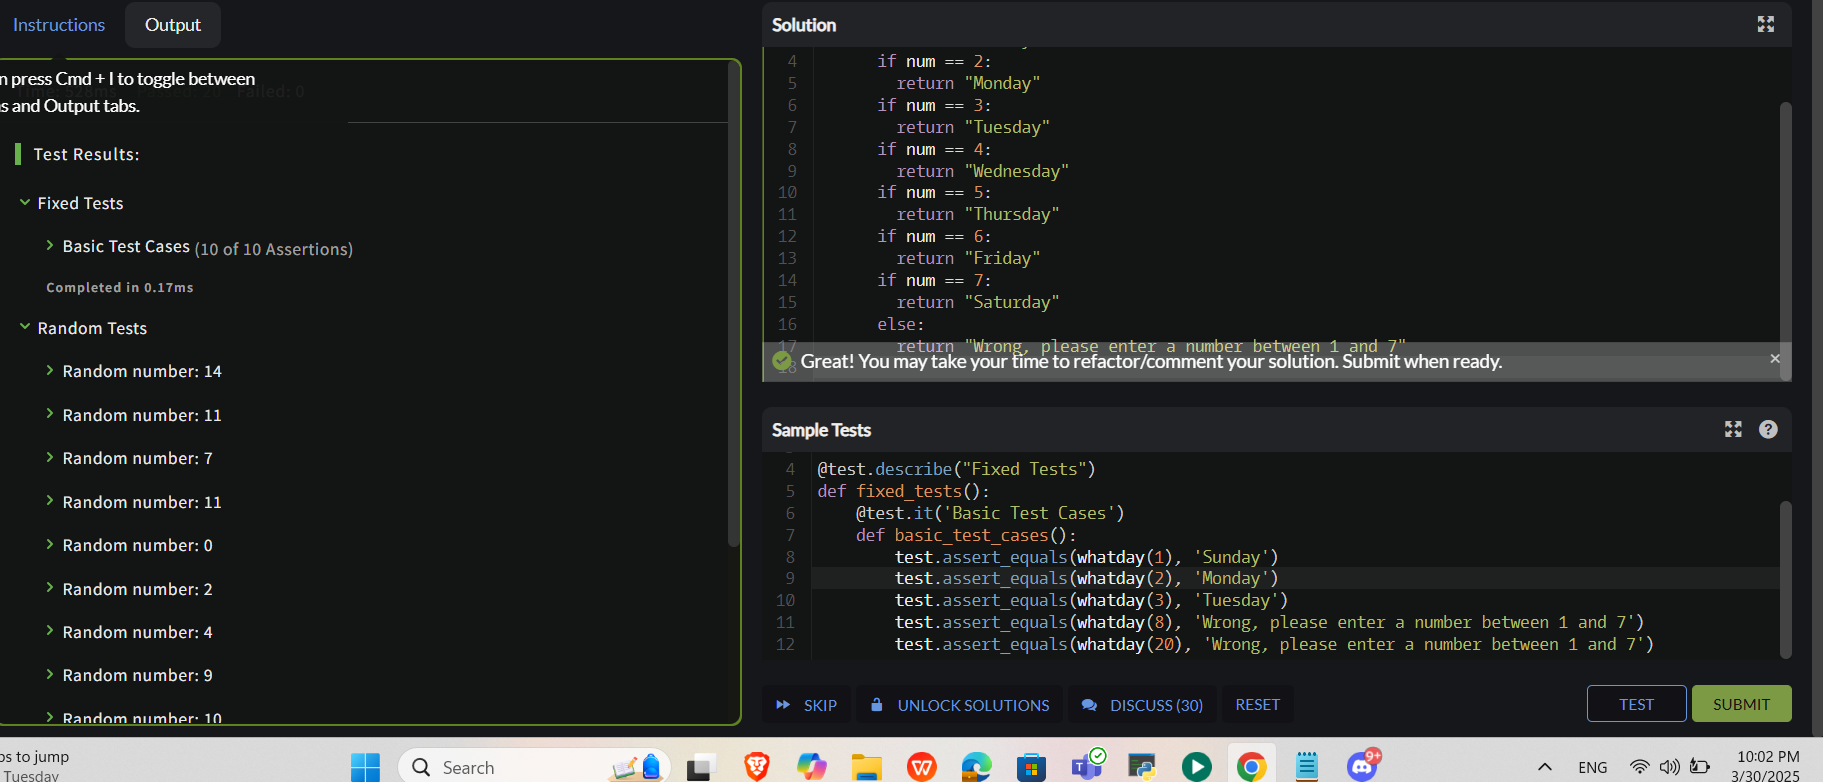 Instructions
Output
n press Cmd + I to toggle between
s and Output tabs.
Time: 528ms
Failed: 0
Test Results:
Fixed Tests
Basic Test Cases (10 of 10 Assertions)
Completed in 0.17ms
Random Tests
Random number: 14
Random number: 11
Random number: 7
Random number: 11
Random number: 0
Random number: 2
Random number: 4
Random number: 9
Random number: 10
Solution
4 if num == 2:
5 return "Monday"
6 if num == 3:
7 return "Tuesday"
8 if num == 4:
9 return "Wednesday"
10 if num == 5:
11 return "Thursday"
12 if num == 6:
13 return "Friday"
14 if num == 7:
15 return "Saturday"
16 else:
17 return "Wrong, please enter a number between 1 and 7"
18
Great! You may take your time to refactor/comment your solution. Submit when ready.
Sample Tests
4 @test.describe("Fixed Tests")
5 def fixed_tests():
6 @test.it('Basic Test Cases')
7 def basic_test_cases():
8 test.assert_equals(whatday(1), 'Sunday')
9 test.assert_equals(whatday(2), 'Monday')
10 test.assert_equals(whatday(3), 'Tuesday')
11 test.assert_equals(whatday(8), 'Wrong, please enter a number between 1 and 7')
12 test.assert_equals(whatday(20), 'Wrong, please enter a number between 1 and 7')
SKIP
UNLOCK SOLUTIONS
DISCUSS (30)
RESET
TEST
SUBMIT
ps to jump
Tuesday
Search
9+
ENG
10:02 PM
3/30/2025